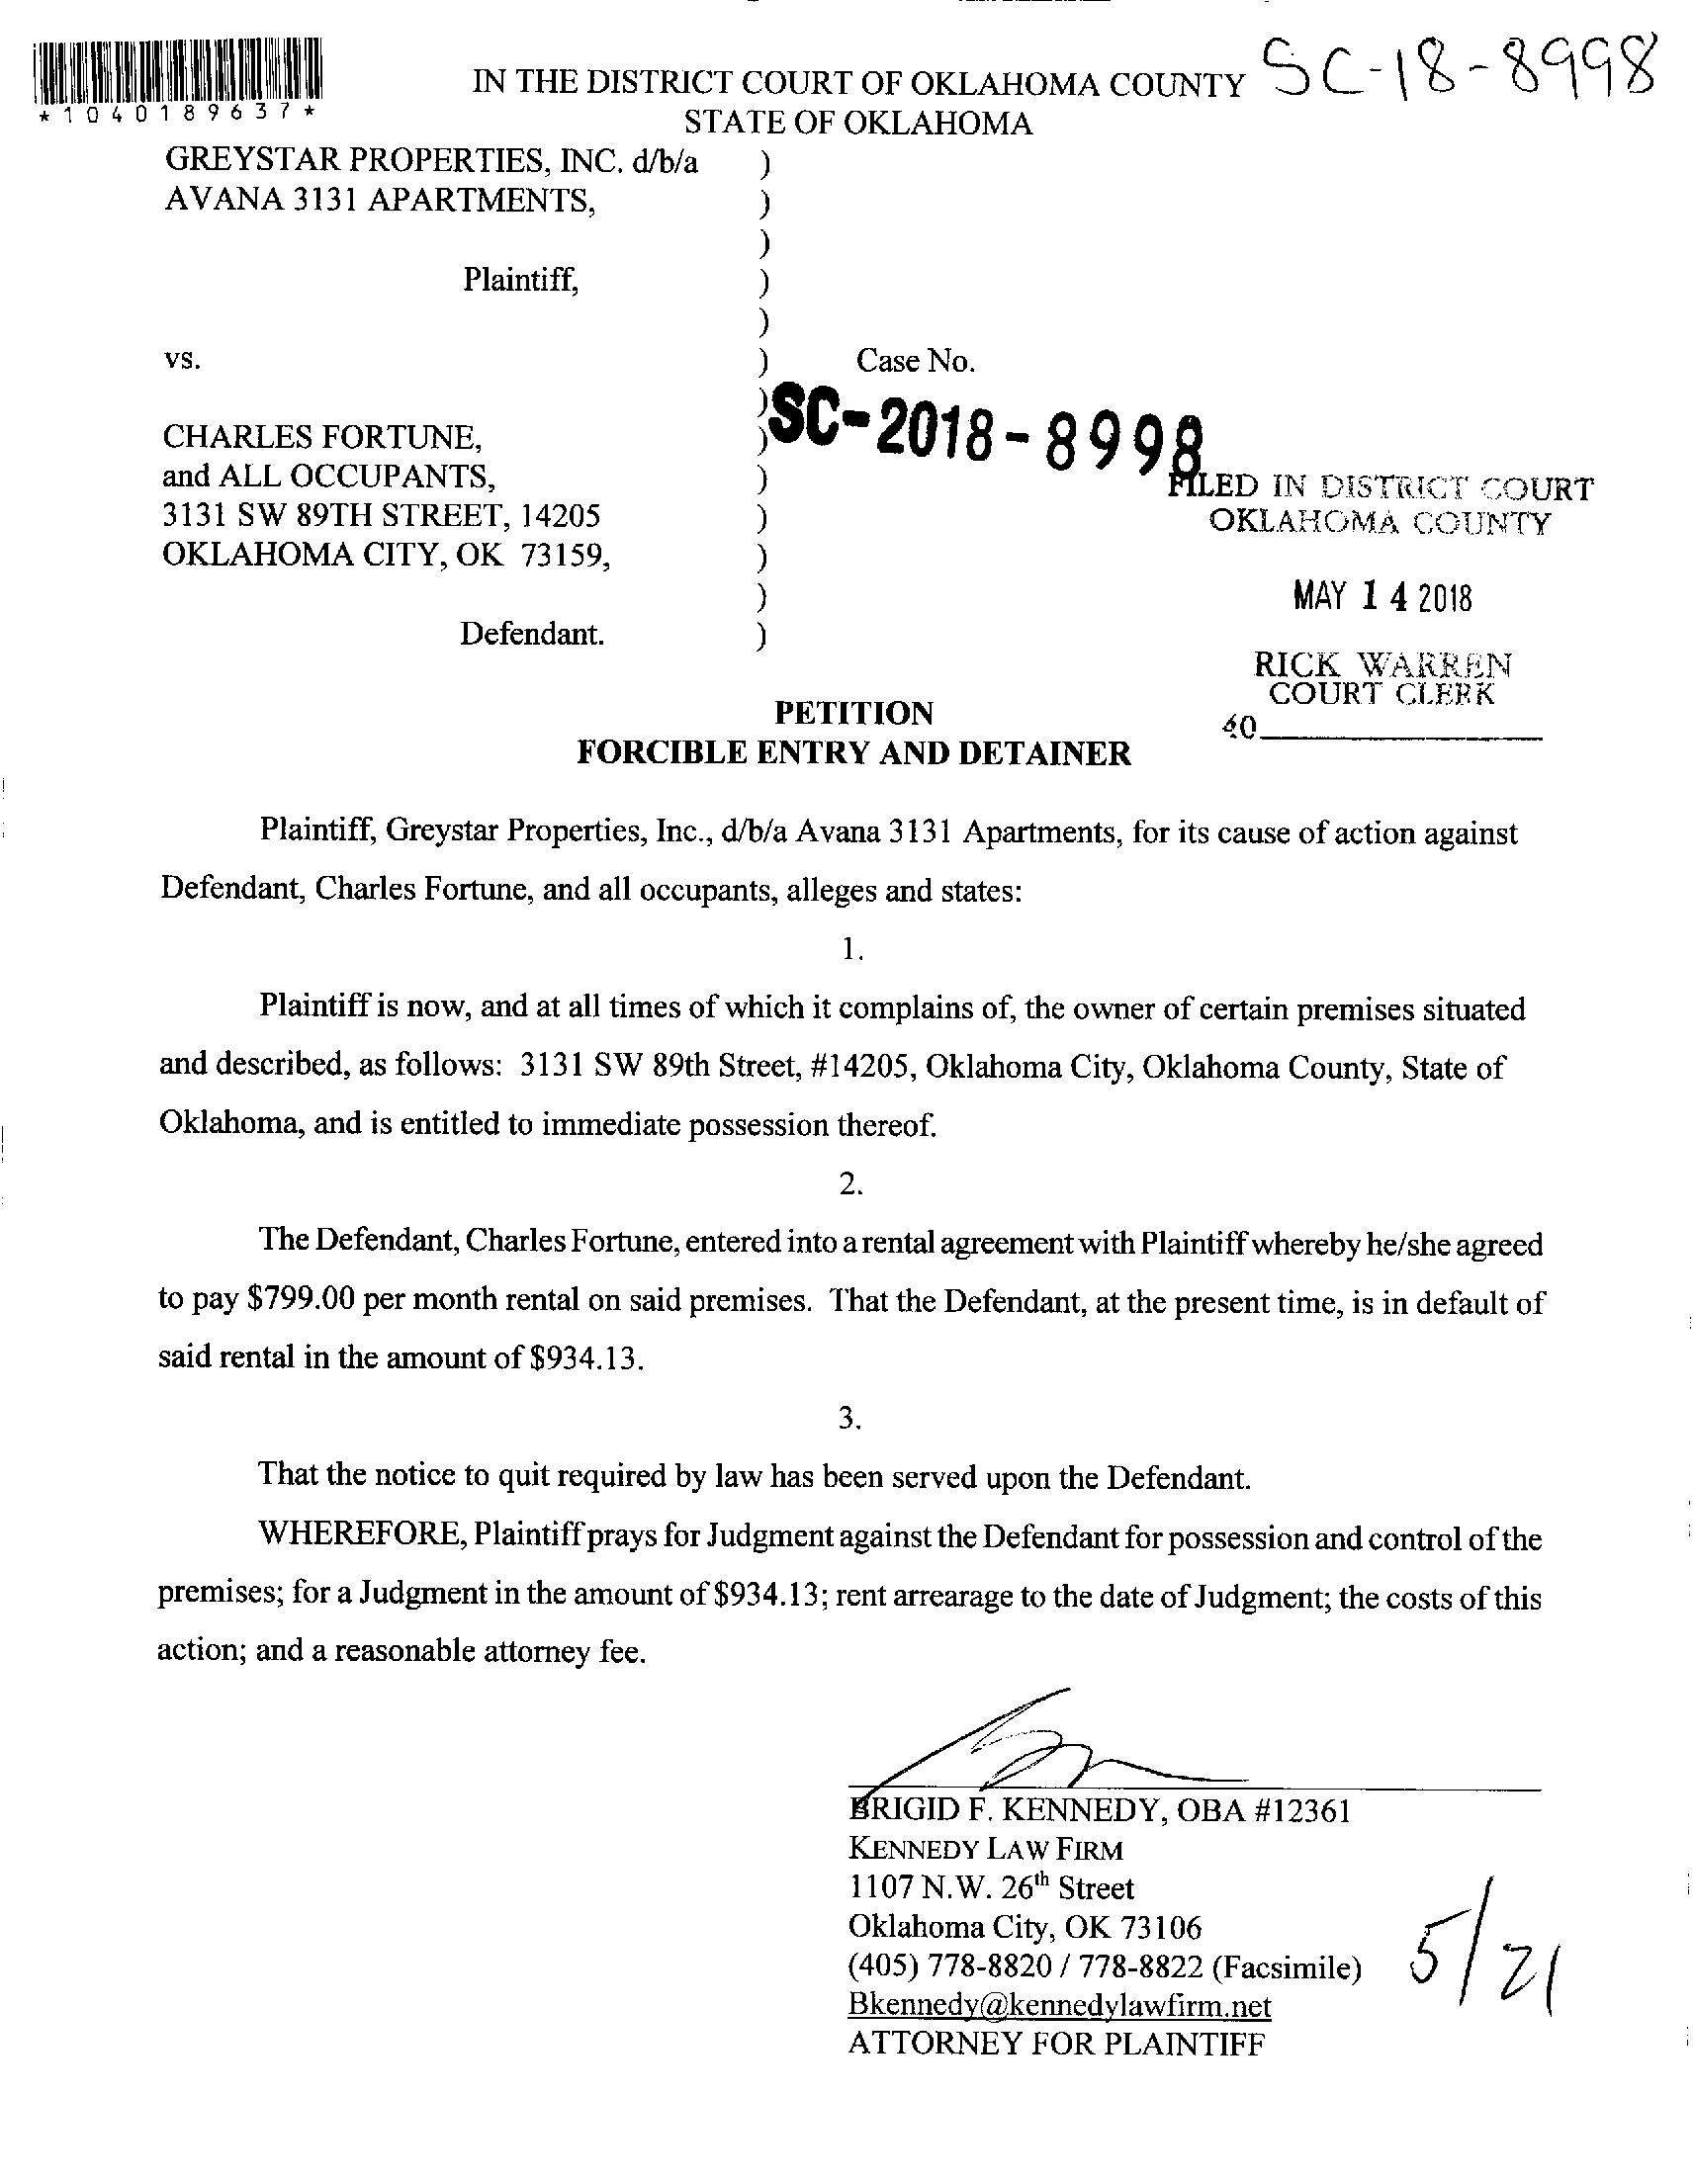 *1040189637*
SC-18-8998
IN THE DISTRICT COURT OF OKLAHOMA COUNTY
STATE OF OKLAHOMA
GREYSTAR PROPERTIES, INC. d/b/a )
AVANA 3131 APARTMENTS, )
)
Plaintiff, )
)
vs. ) Case No.
) SC-2018-8998
CHARLES FORTUNE, )
and ALL OCCUPANTS, )
3131 SW 89TH STREET, 14205 )
OKLAHOMA CITY, OK 73159, )
)
Defendant. )
FILED IN DISTRICT COURT
OKLAHOMA COUNTY
MAY 14 2018
RICK WARREN
COURT CLERK
40
PETITION
FORCIBLE ENTRY AND DETAINER
Plaintiff, Greystar Properties, Inc., d/b/a Avana 3131 Apartments, for its cause of action against
Defendant, Charles Fortune, and all occupants, alleges and states:
1.
Plaintiff is now, and at all times of which it complains of, the owner of certain premises situated
and described, as follows: 3131 SW 89th Street, #14205, Oklahoma City, Oklahoma County, State of
Oklahoma, and is entitled to immediate possession thereof.
2.
The Defendant, Charles Fortune, entered into a rental agreement with Plaintiff whereby he/she agreed
to pay $799.00 per month rental on said premises. That the Defendant, at the present time, is in default of
said rental in the amount of $934.13.
3.
That the notice to quit required by law has been served upon the Defendant.
WHEREFORE, Plaintiff prays for Judgment against the Defendant for possession and control of the
premises; for a Judgment in the amount of $934.13; rent arrearage to the date of Judgment; the costs of this
action; and a reasonable attorney fee.
BRIGID F. KENNEDY, OBA #12361
KENNEDY LAW FIRM
1107 N.W. 26th Street
Oklahoma City, OK 73106
(405) 778-8820 / 778-8822 (Facsimile)
Bkennedy@kennedylawfirm.net
ATTORNEY FOR PLAINTIFF
5/21